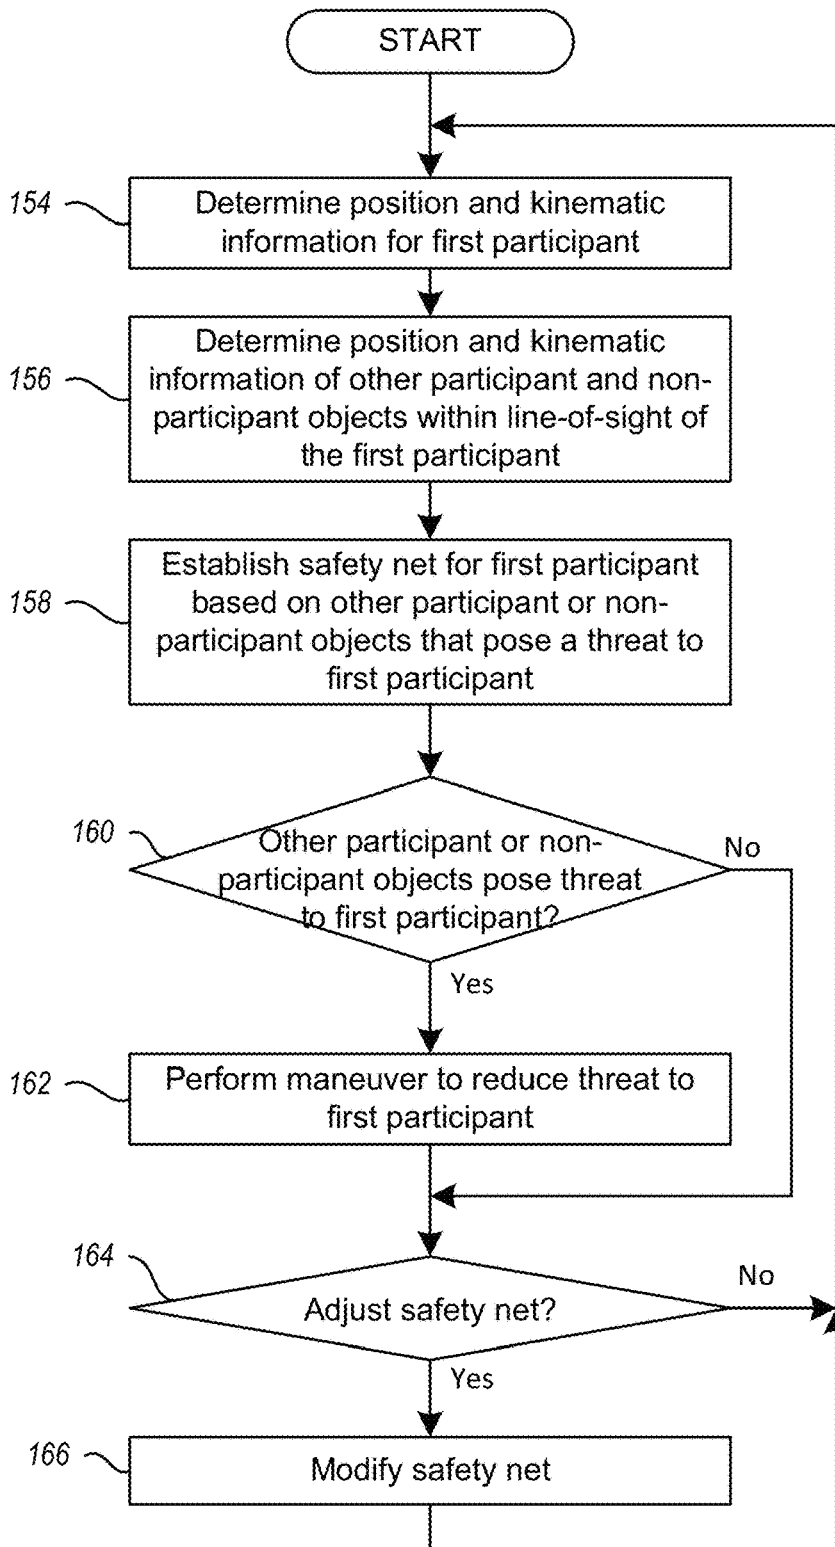 START
154
Determine position and kinematic
information for first participant
156
Determine position and kinematic
information of other participant and non-
participant objects within line-of-sight of
the first participant
158
Establish safety net for first participant
based on other participant or non-
participant objects that pose a threat to
first participant
160
Other participant or non-
participant objects pose threat
to first participant?
No
Yes
162
Perform maneuver to reduce threat to
first participant
164
Adjust safety net?
No
Yes
166
Modify safety net